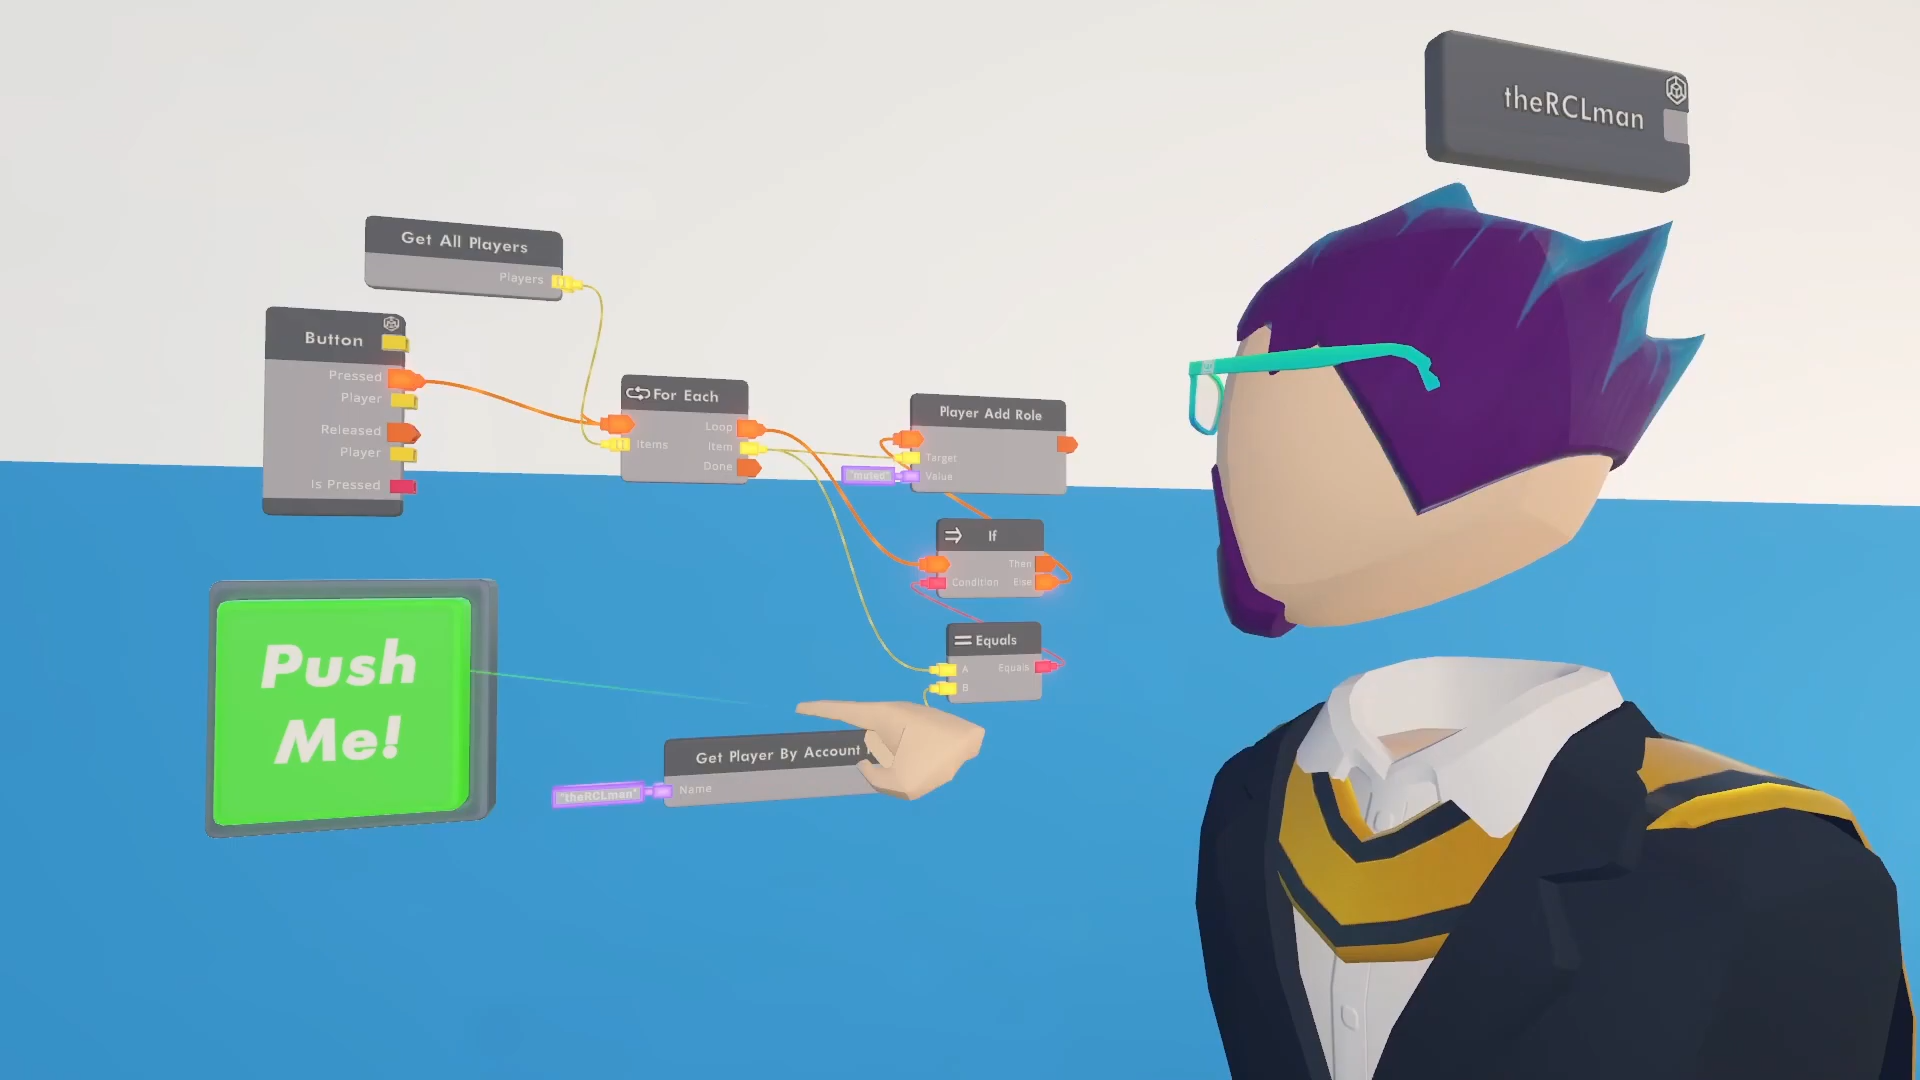 theRCLman
Get All Players
Players
Button
Pressed
Player
Released
Player
Is Pressed
For Each
Loop
Items
Item
Done
Player Add Role
Target
"muted"
Value
If
Then
Condition
Else
Equals
A
Equals
B
Push
Me!
Get Player By Account
"theRCLman"
Name